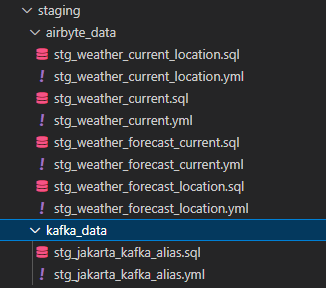 staging
airbyte_data
stg_weather_current_location.sql
! stg_weather_current_location.yml
stg_weather_current.sql
! stg_weather_current.yml
stg_weather_forecast_current.sql
! stg_weather_forecast_current.yml
stg_weather_forecast_location.sql
! stg_weather_forecast_location.yml
kafka_data
stg_jakarta_kafka_alias.sql
! stg_jakarta_kafka_alias.yml